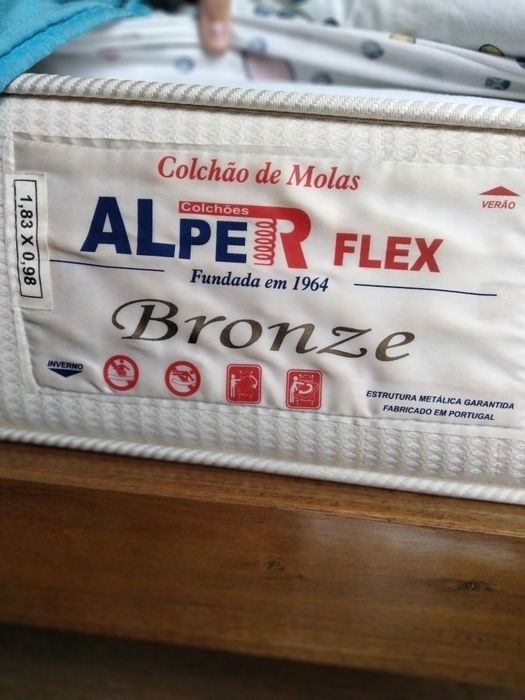 Colchão de Molas
VERÃO
1,83 X 0,98
Colchões
ALPER FLEX
Fundada em 1964
Bronze
INVERNO
ESTRUTURA METÁLICA GARANTIDA
FABRICADO EM PORTUGAL